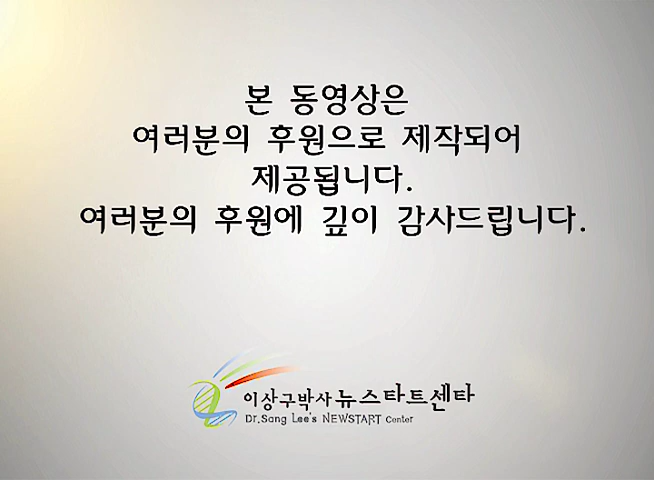 본 동영상은
여러분의 후원으로 제작되어
제공됩니다.
여러분의 후원에 깊이 감사드립니다.
이상구박사 뉴스타트센타
Dr.Sang Lee's NEWSTART Center